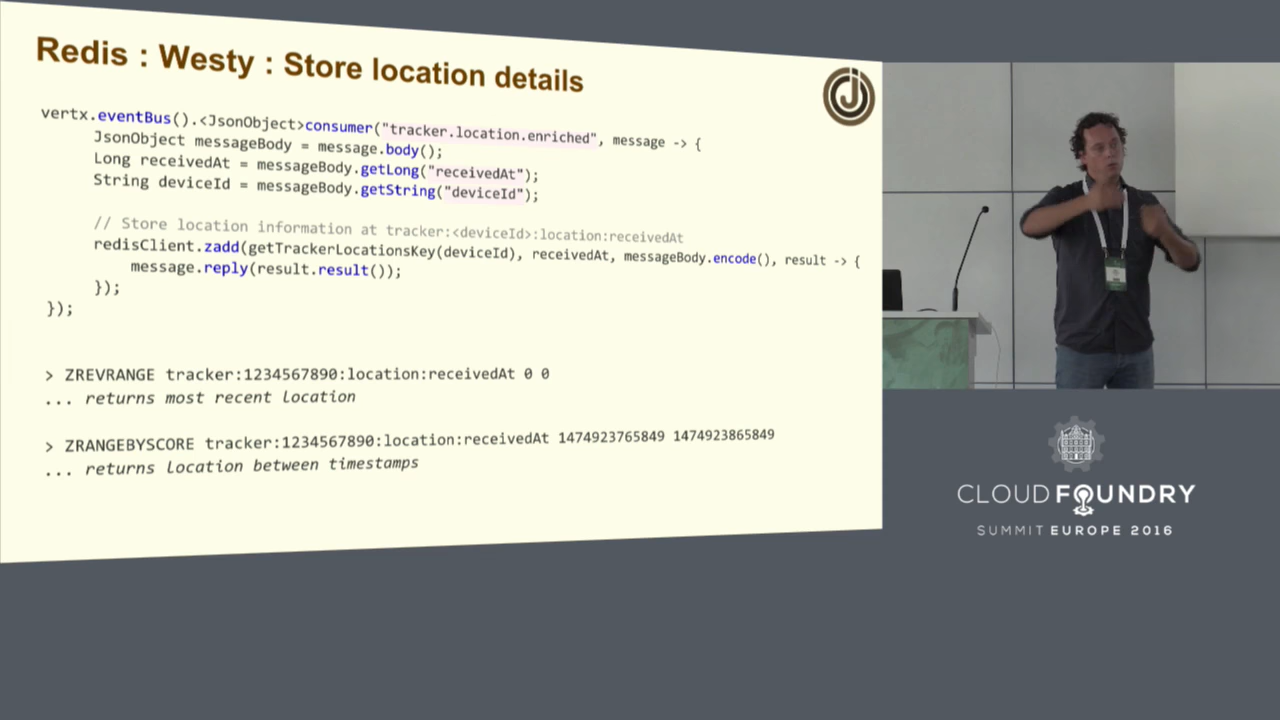 Redis : Westy : Store location details
vertx.eventBus().<JsonObject>consumer("tracker.location.enriched", message -> {
JsonObject messageBody = message.body();
Long receivedAt = messageBody.getLong("receivedAt");
String deviceId = messageBody.getString("deviceId");
// Store location information at tracker:<deviceId>:location:receivedAt
redisClient.zadd(getTrackerLocationsKey(deviceId), receivedAt, messageBody.encode(), result -> {
message.reply(result.result());
});
});
> ZREVRANGE tracker:1234567890:location:receivedAt 0 0
... returns most recent location
> ZRANGEBYSCORE tracker:1234567890:location:receivedAt 1474923765849 1474923865849
... returns location between timestamps
CLOUD FOUNDRY
SUMMIT EUROPE 2016